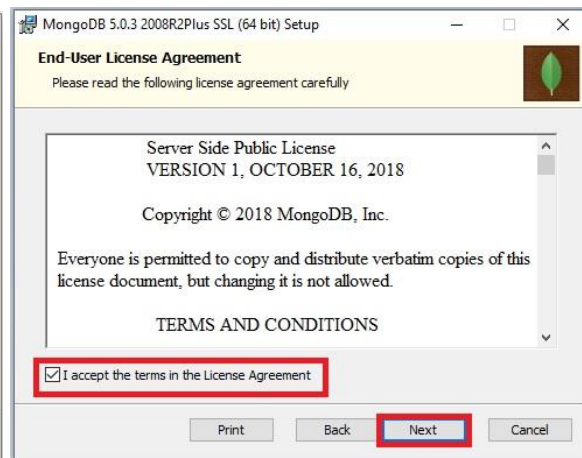 MongoDB 5.0.3 2008R2Plus SSL (64 bit) Setup
End-User License Agreement
Please read the following license agreement carefully
Server Side Public License
VERSION 1, OCTOBER 16, 2018
Copyright © 2018 MongoDB, Inc.
Everyone is permitted to copy and distribute verbatim copies of this
license document, but changing it is not allowed.
TERMS AND CONDITIONS
I accept the terms in the License Agreement
Print Back Next Cancel